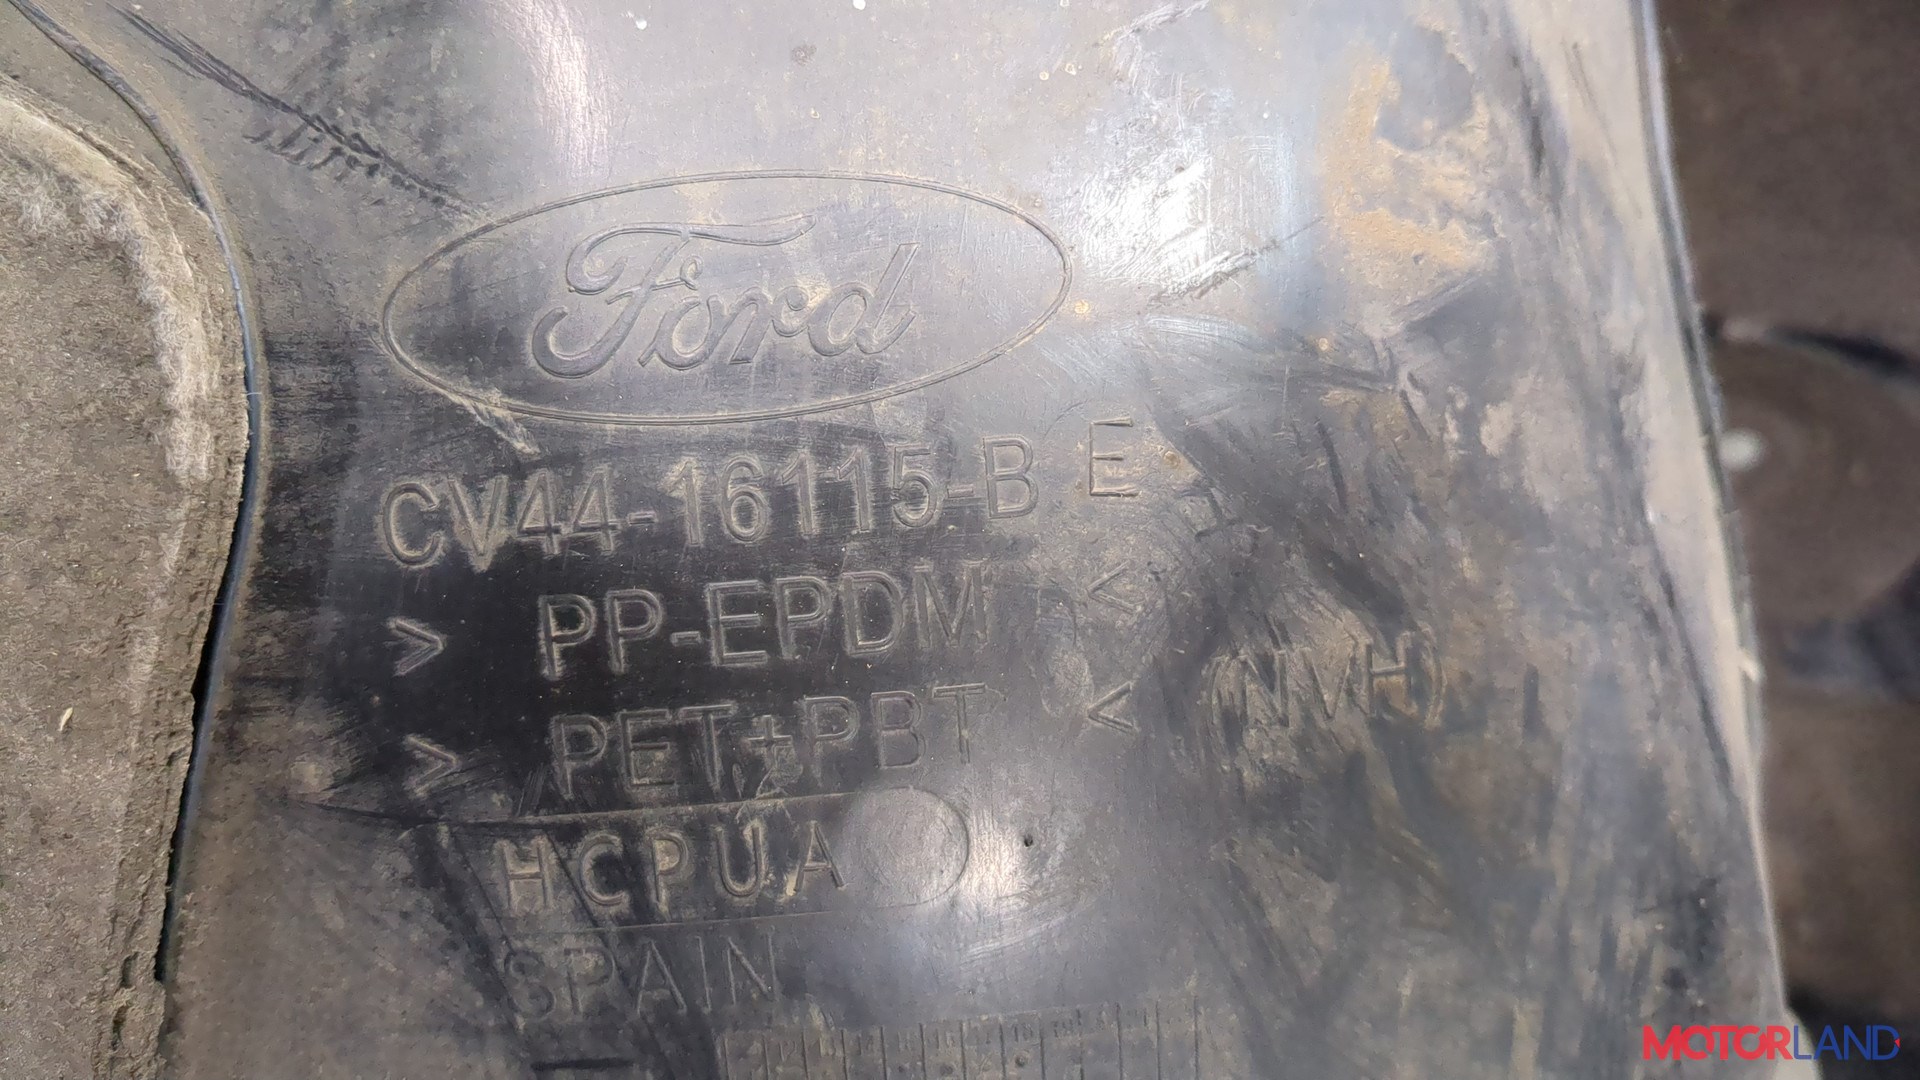 Ford
CV44-16115-B E
> PP-EPDM <
> PET+PBT < (NVH)
HCPUA
SPAIN
MOTORLAND